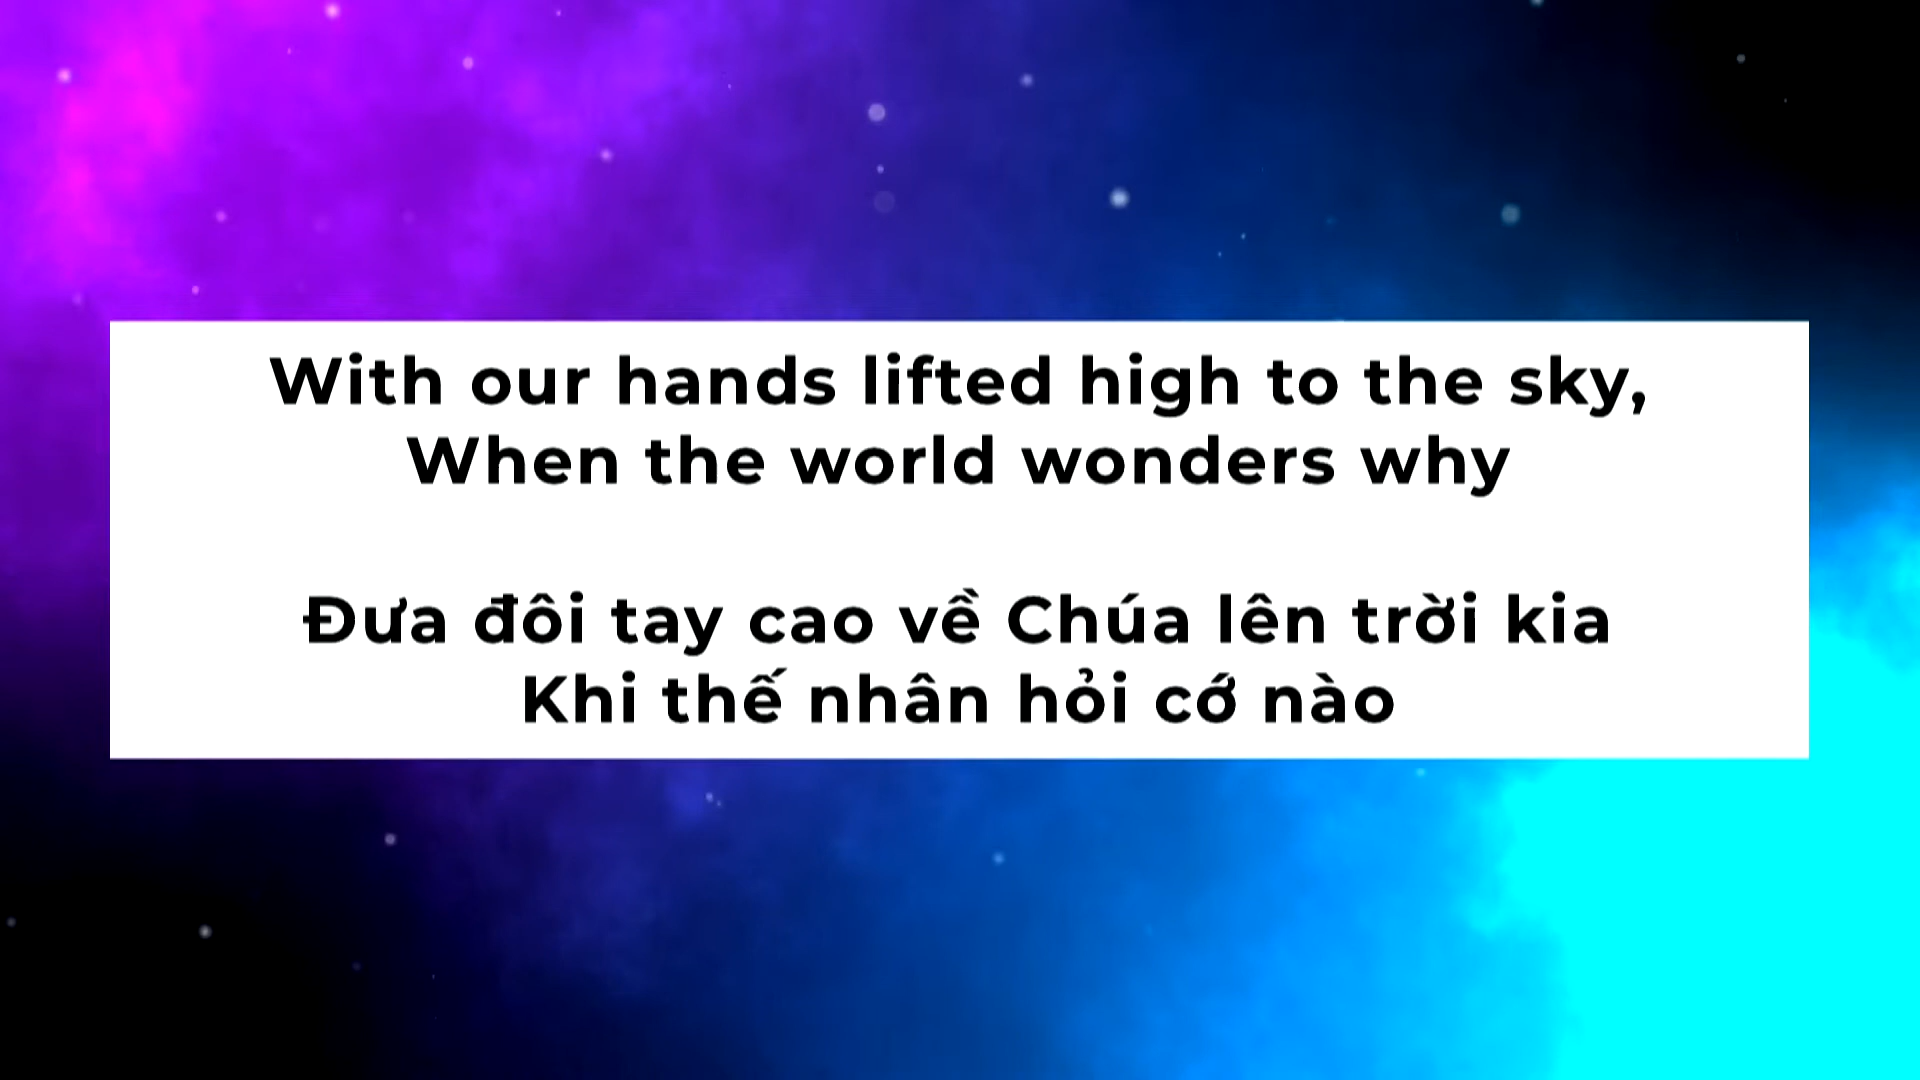 With our hands lifted high to the sky,
When the world wonders why
Đưa đôi tay cao về Chúa lên trời kia
Khi thế nhân hỏi cớ nào